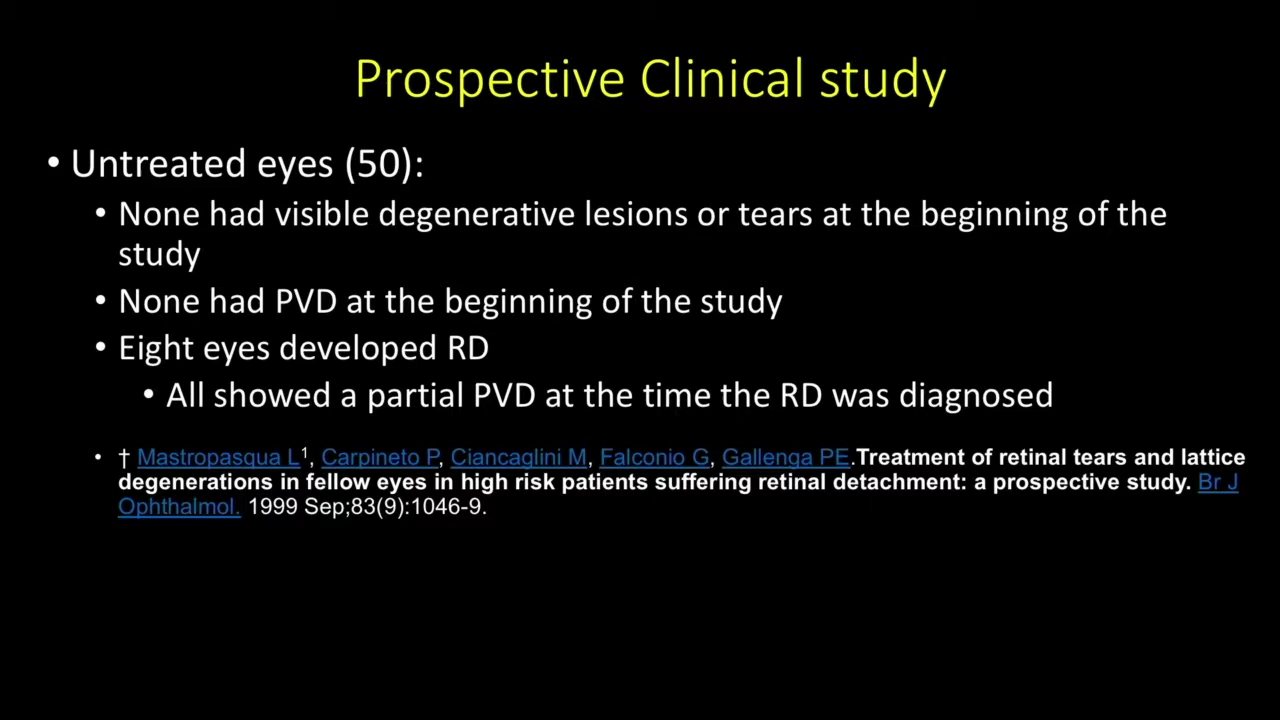 Prospective Clinical study
• Untreated eyes (50):
• None had visible degenerative lesions or tears at the beginning of the
study
• None had PVD at the beginning of the study
• Eight eyes developed RD
• All showed a partial PVD at the time the RD was diagnosed
• † Mastropasqua L¹, Carpineto P, Ciancaglini M, Falconio G, Gallenga PE.Treatment of retinal tears and lattice
degenerations in fellow eyes in high risk patients suffering retinal detachment: a prospective study. Br J
Ophthalmol. 1999 Sep;83(9):1046-9.